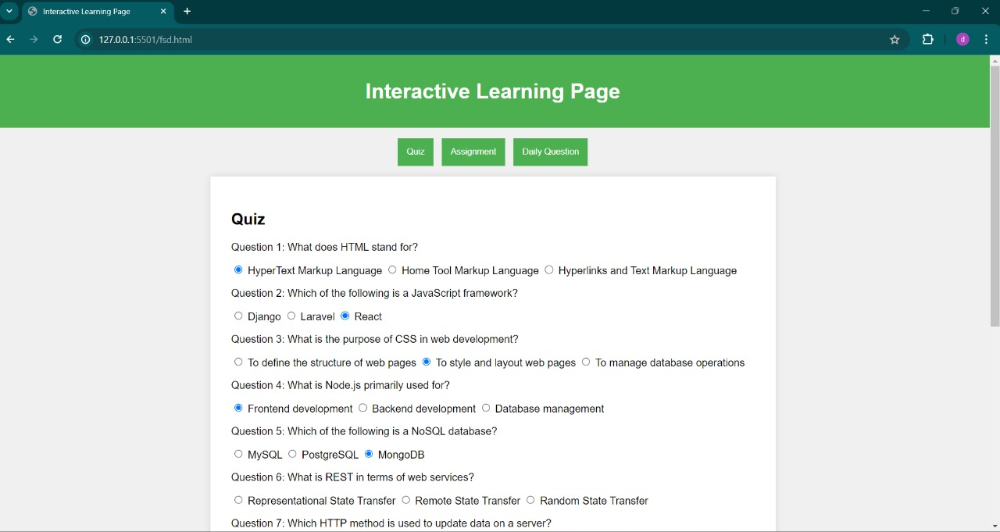 Interactive Learning Page
127.0.0.1:5501/fsd.html
d
Interactive Learning Page
Quiz Assignment Daily Question
Quiz
Question 1: What does HTML stand for?
HyperText Markup Language Home Tool Markup Language Hyperlinks and Text Markup Language
Question 2: Which of the following is a JavaScript framework?
Django Laravel React
Question 3: What is the purpose of CSS in web development?
To define the structure of web pages To style and layout web pages To manage database operations
Question 4: What is Node.js primarily used for?
Frontend development Backend development Database management
Question 5: Which of the following is a NoSQL database?
MySQL PostgreSQL MongoDB
Question 6: What is REST in terms of web services?
Representational State Transfer Remote State Transfer Random State Transfer
Question 7: Which HTTP method is used to update data on a server?